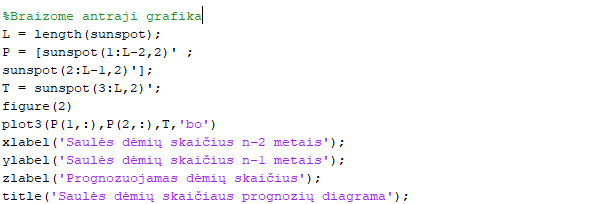 %Braizome antraji grafika
L = length(sunspot);
P = [sunspot(1:L-2,2)' ;
sunspot(2:L-1,2)'];
T = sunspot(3:L,2)';
figure(2)
plot3(P(1,:),P(2,:),T,'bo')
xlabel('Saulės dėmių skaičius n-2 metais');
ylabel('Saulės dėmių skaičius n-1 metais');
zlabel('Prognozuojamas dėmių skaičius');
title('Saulės dėmių skaičiaus prognozių diagrama');